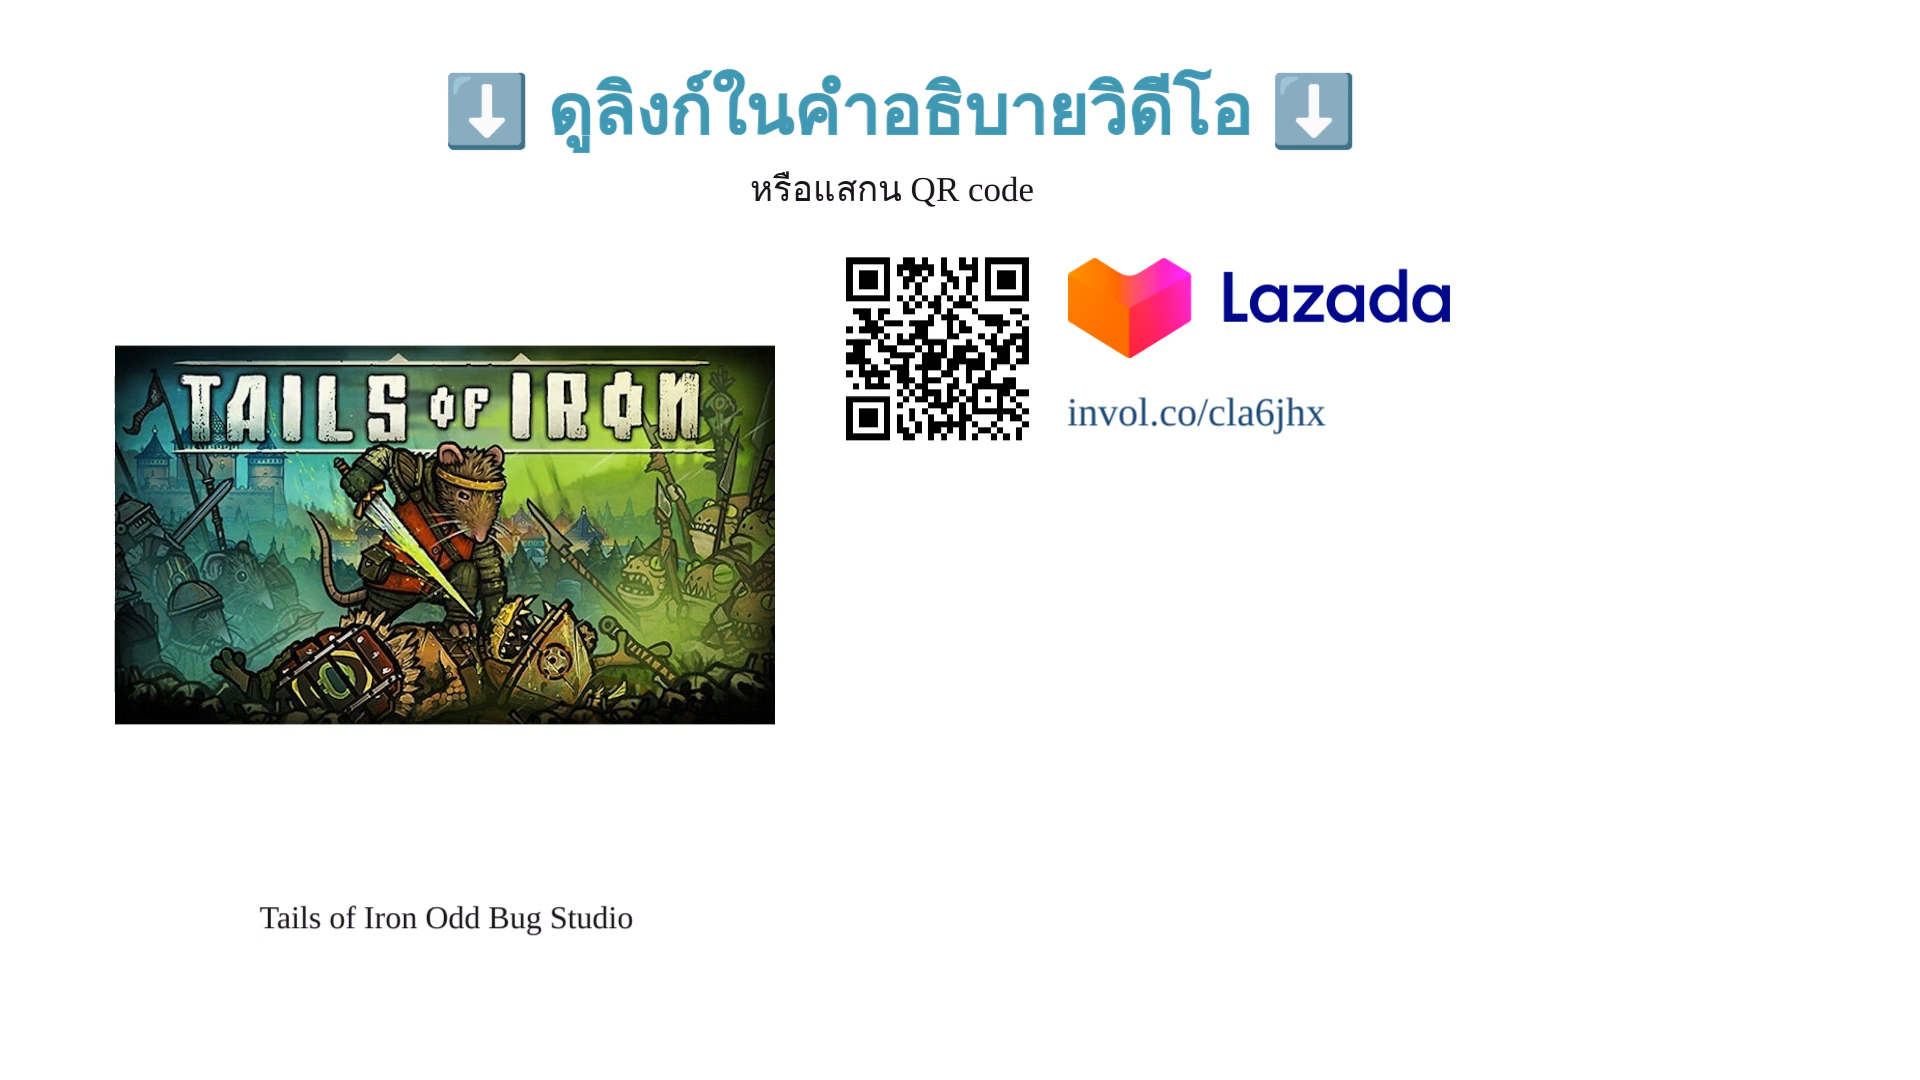 ⬇️ ดูลิงก์ในคำอธิบายวิดีโอ ⬇️
หรือแสกน QR code
Lazada
invol.co/cla6jhx
TAILS OF IRON
Tails of Iron Odd Bug Studio